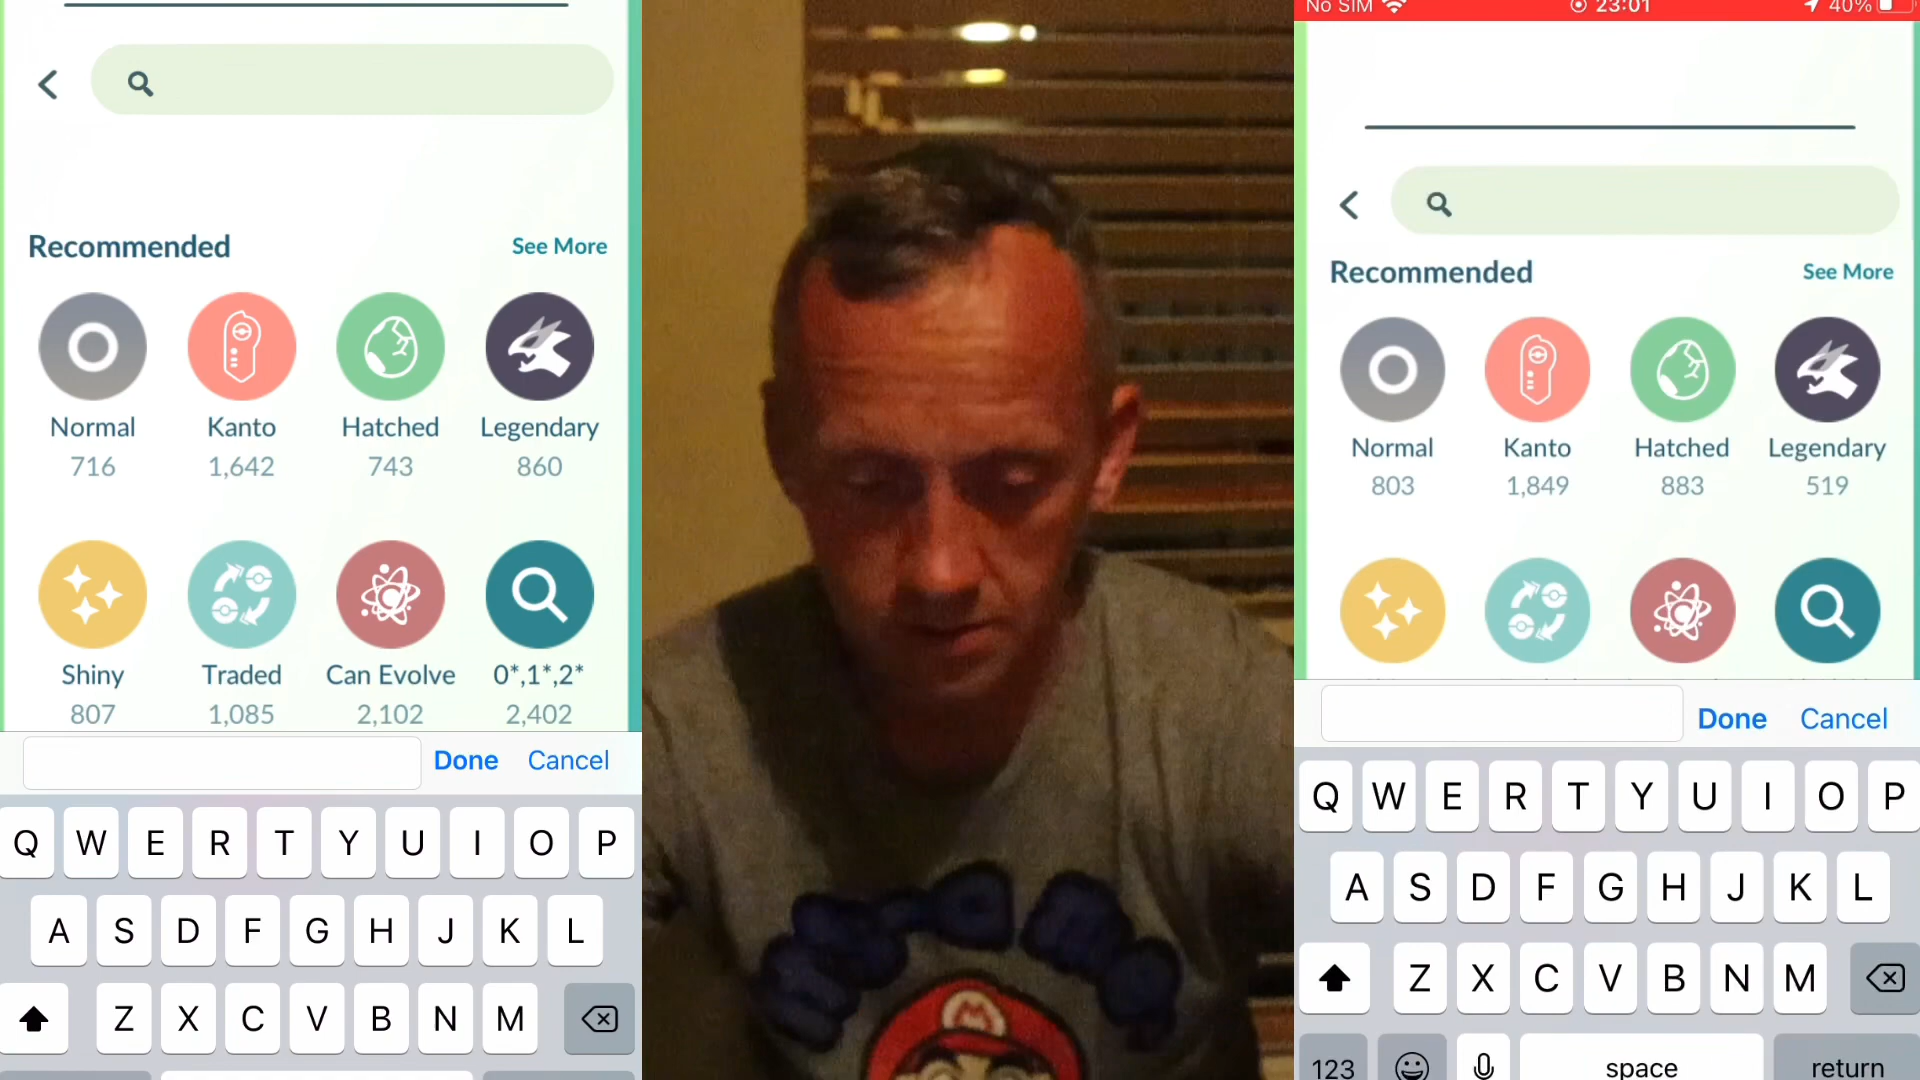 Recommended See More
Normal Kanto Hatched Legendary
716 1,642 743 860
Shiny Traded Can Evolve 0*,1*,2*
807 1,085 2,102 2,402
Done Cancel
Q W E R T Y U I O P
A S D F G H J K L
Z X C V B N M
M
No SIM 23:01 40%
Recommended See More
Normal Kanto Hatched Legendary
803 1,849 883 519
Done Cancel
Q W E R T Y U I O P
A S D F G H J K L
Z X C V B N M
123 space return